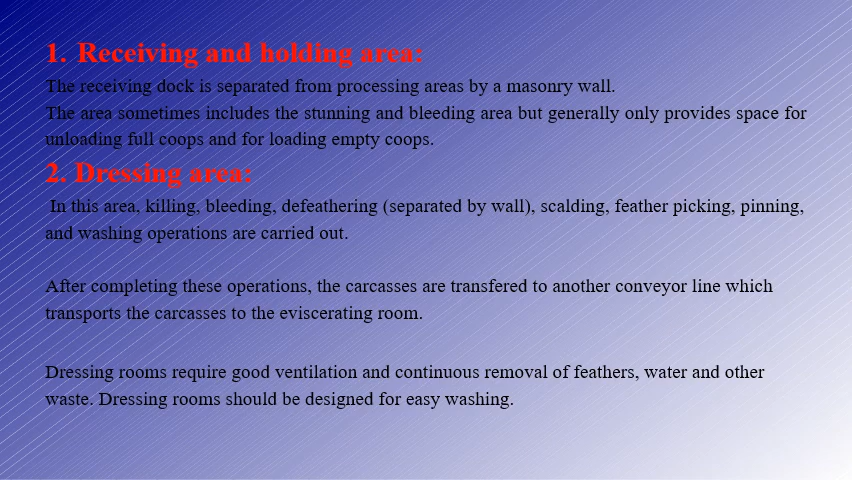 1. Receiving and holding area:
The receiving dock is separated from processing areas by a masonry wall.
The area sometimes includes the stunning and bleeding area but generally only provides space for
unloading full coops and for loading empty coops.
2. Dressing area:
In this area, killing, bleeding, defeathering (separated by wall), scalding, feather picking, pinning,
and washing operations are carried out.
After completing these operations, the carcasses are transfered to another conveyor line which
transports the carcasses to the eviscerating room.
Dressing rooms require good ventilation and continuous removal of feathers, water and other
waste. Dressing rooms should be designed for easy washing.